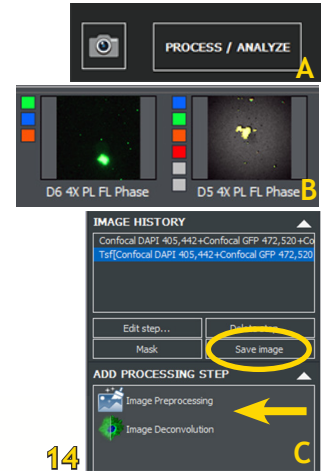 PROCESS / ANALYZE
A
D6 4X PL FL Phase
D5 4X PL FL Phase
B
IMAGE HISTORY
Confocal DAPI 405,442+Confocal GFP 472,520+Co
Tsf[Confocal DAPI 405,442+Confocal GFP 472,520
Edit step...
Mask
Save image
ADD PROCESSING STEP
Image Preprocessing
Image Deconvolution
C
14